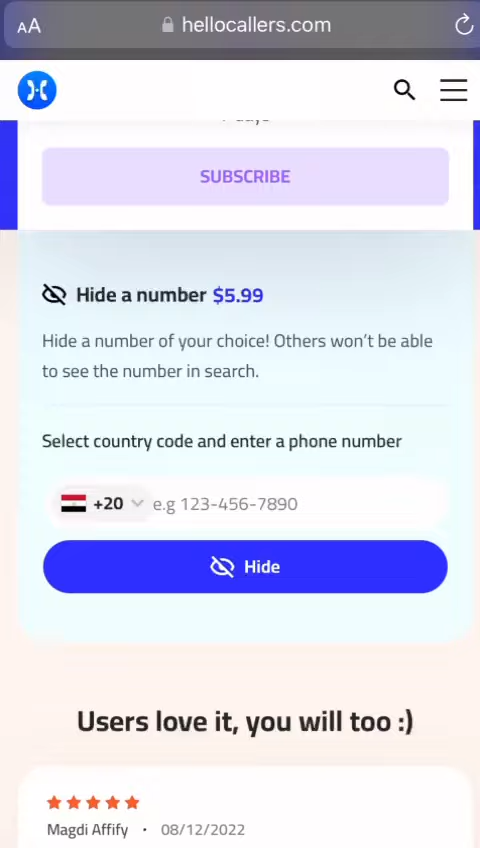 AA
hellocallers.com
SUBSCRIBE
Hide a number $5.99
Hide a number of your choice! Others won't be able
to see the number in search.
Select country code and enter a phone number
+20 e.g 123-456-7890
Hide
Users love it, you will too :)
Magdi Affify · 08/12/2022